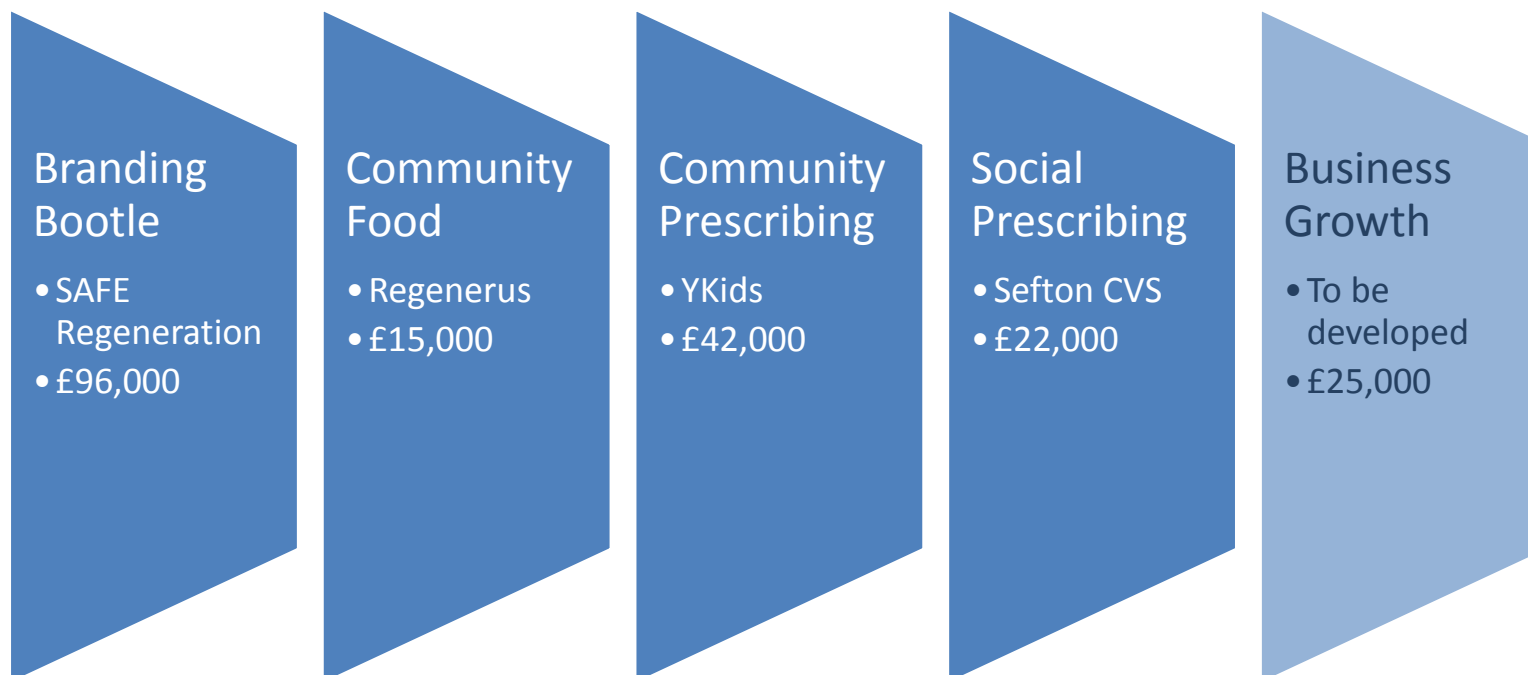 Branding
Bootle
• SAFE
Regeneration
• £96,000
Community
Food
• Regenerus
• £15,000
Community
Prescribing
• YKids
• £42,000
Social
Prescribing
• Sefton CVS
• £22,000
Business
Growth
• To be
developed
• £25,000